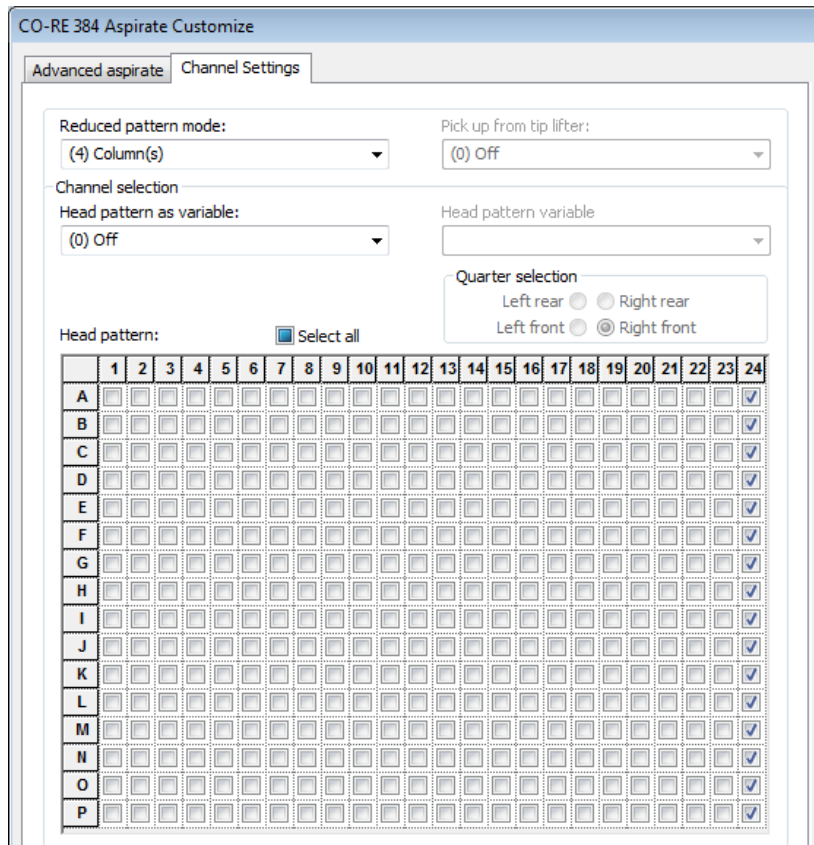 CO-RE 384 Aspirate Customize
Advanced aspirate Channel Settings
Reduced pattern mode: Pick up from tip lifter:
(4) Column(s) (0) Off
Channel selection
Head pattern as variable: Head pattern variable
(0) Off
Quarter selection
Left rear Right rear
Left front Right front
Head pattern: Select all
1 2 3 4 5 6 7 8 9 10 11 12 13 14 15 16 17 18 19 20 21 22 23 24
A
B
C
D
E
F
G
H
I
J
K
L
M
N
O
P